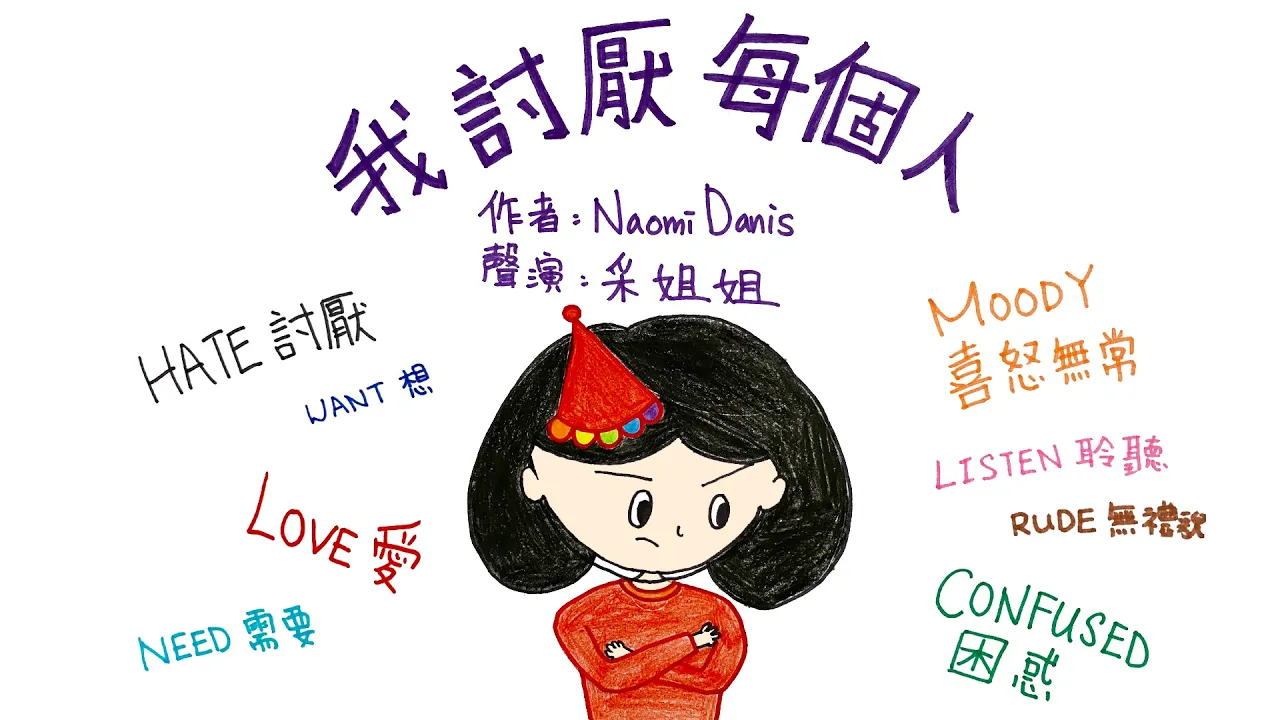 我討厭每個人
作者：Naomi Danis
聲演：采姐姐
HATE 討厭
WANT 想
LOVE 愛
NEED 需要
MOODY
喜怒無常
LISTEN 聆聽
RUDE 無禮貌
CONFUSED
困惑